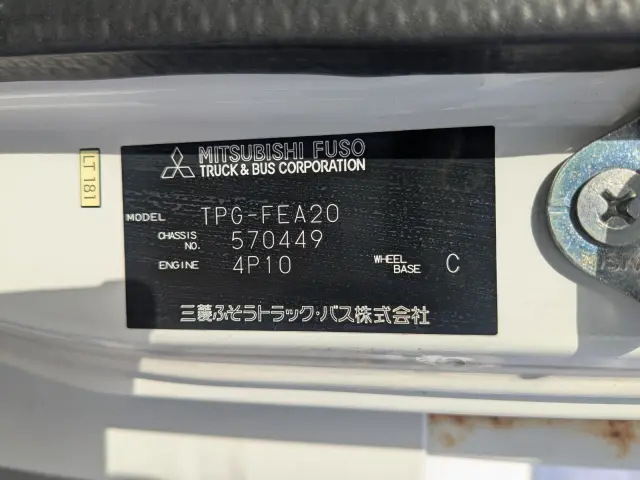 MITSUBISHI FUSO
TRUCK & BUS CORPORATION
LT 181
MODEL TPG-FEA20
CHASSIS NO. 570449
ENGINE 4P10 WHEEL BASE C
三菱ふそうトラック・バス株式会社